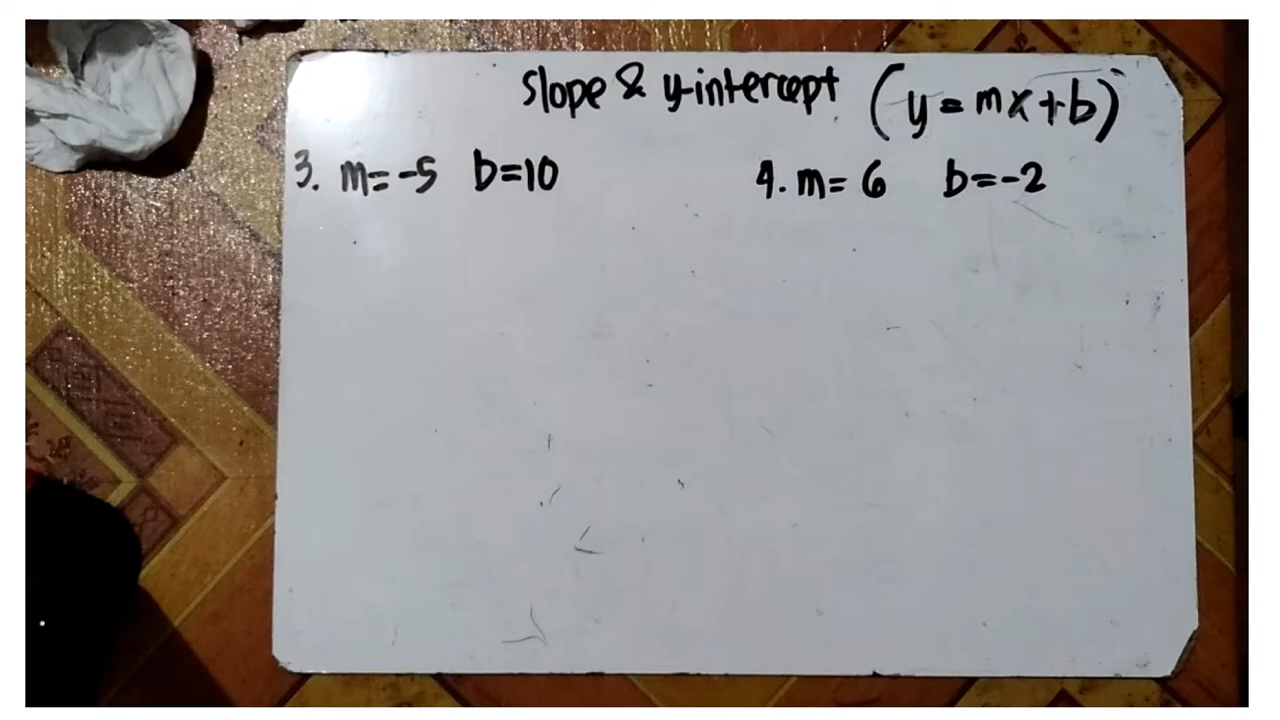 slope & y-intercept (y = mx + b)
3. m = -5 b = 10 4. m = 6 b = -2